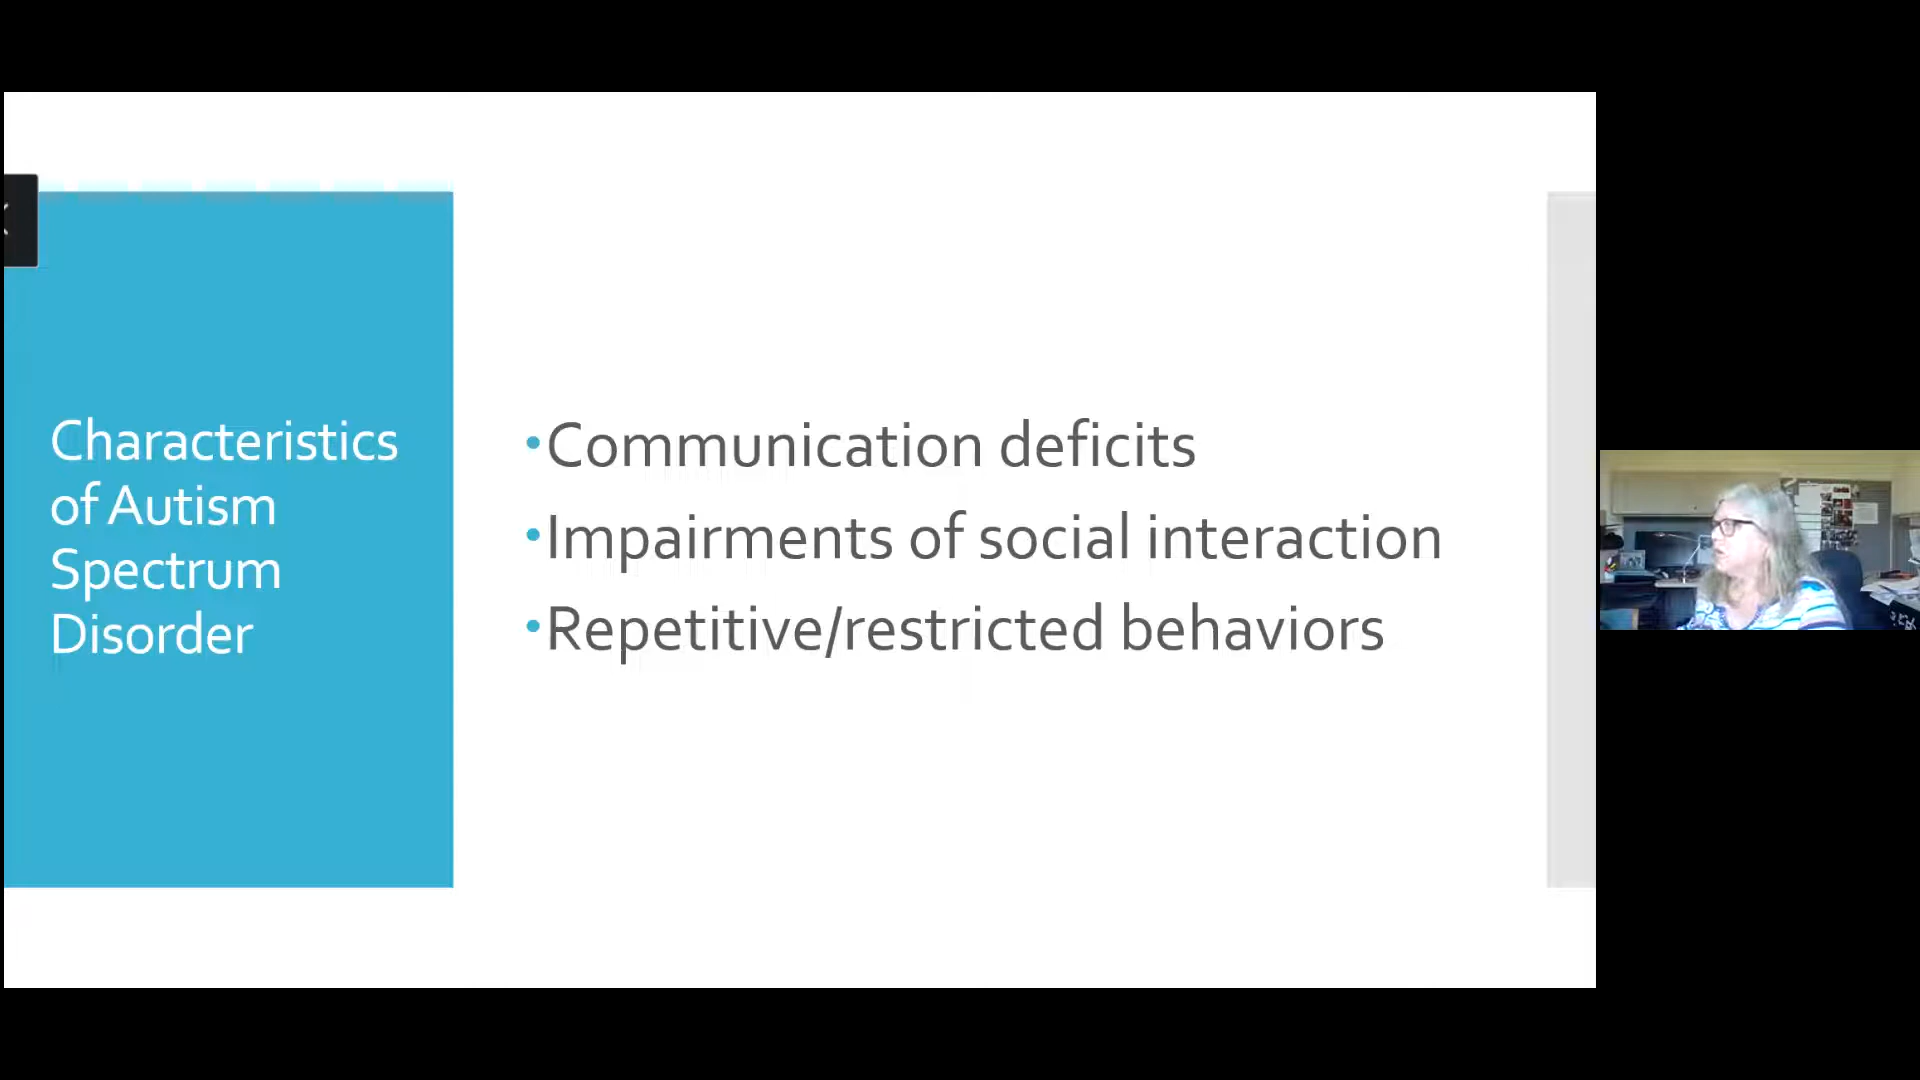 Characteristics
of Autism
Spectrum
Disorder
•Communication deficits
•Impairments of social interaction
•Repetitive/restricted behaviors